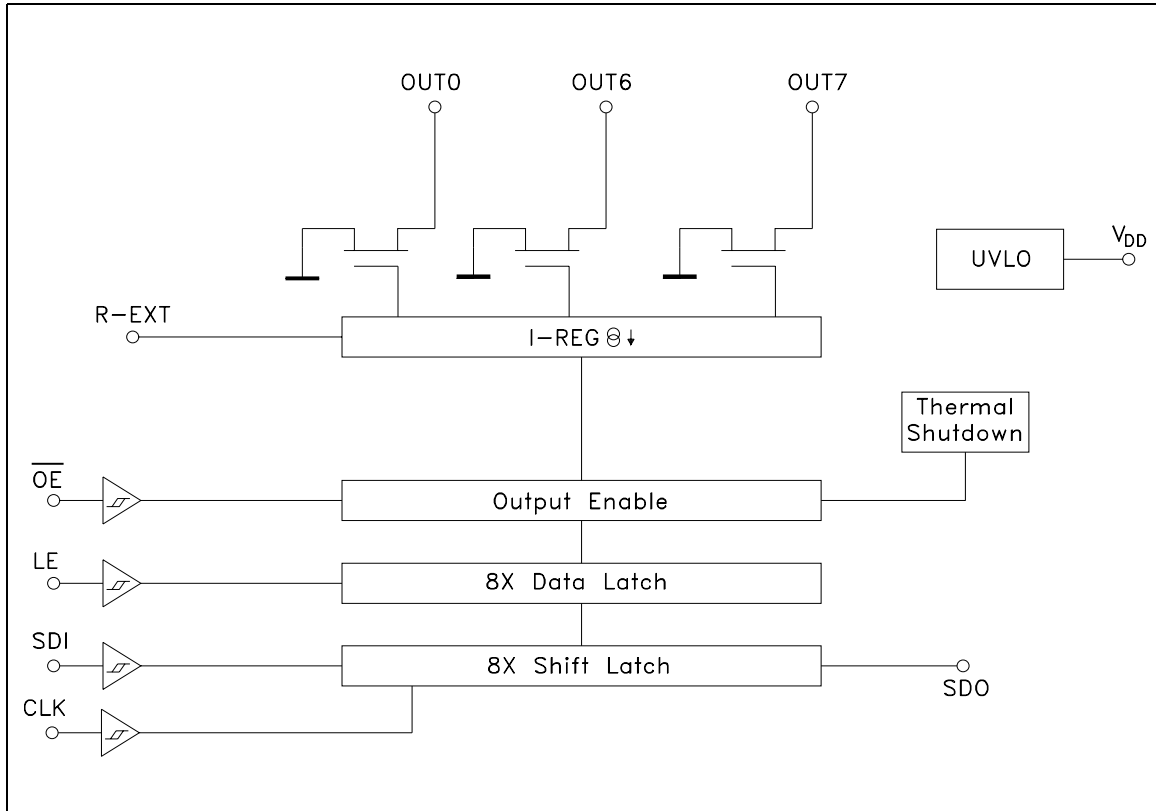 OUT0 OUT6 OUT7
UVLO
VDD
R-EXT
I-REG
Thermal
Shutdown
OE
Output Enable
LE
8X Data Latch
SDI
8X Shift Latch
SDO
CLK